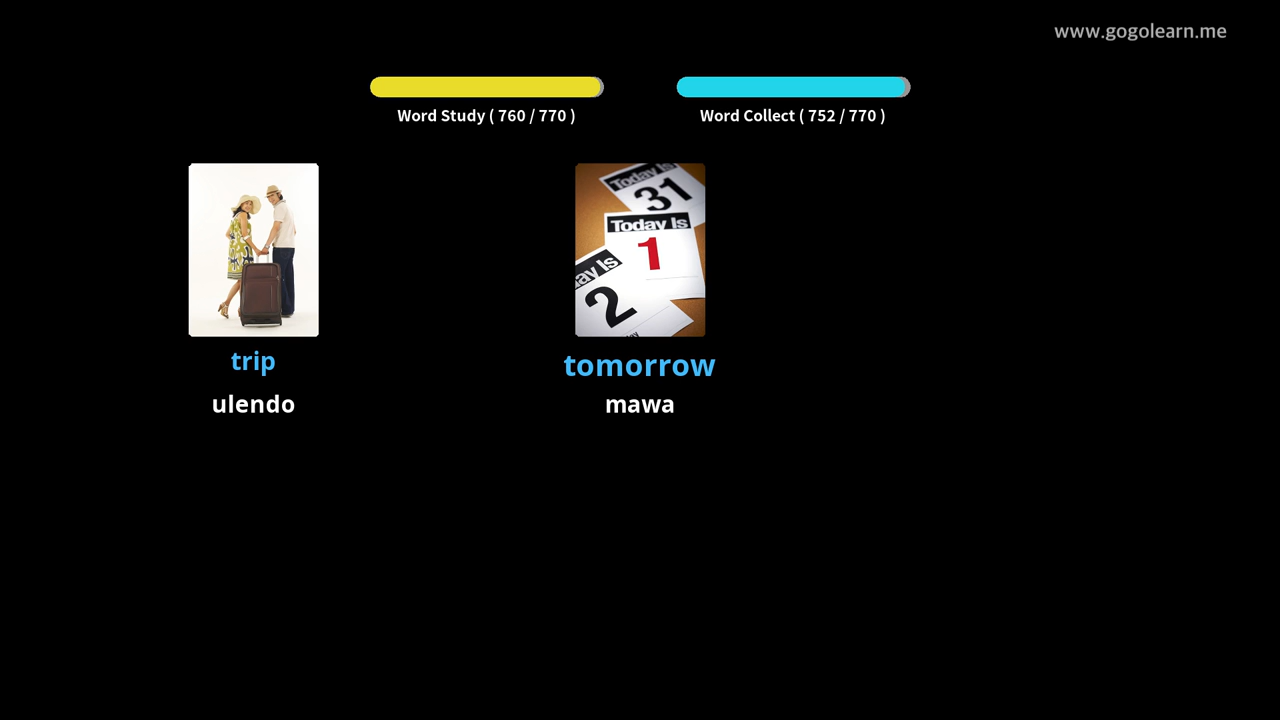 www.gogolearn.me
Word Study ( 760 / 770 )
Word Collect ( 752 / 770 )
Today Is
31
Today Is
1
ay Is
2
trip
tomorrow
ulendo
mawa